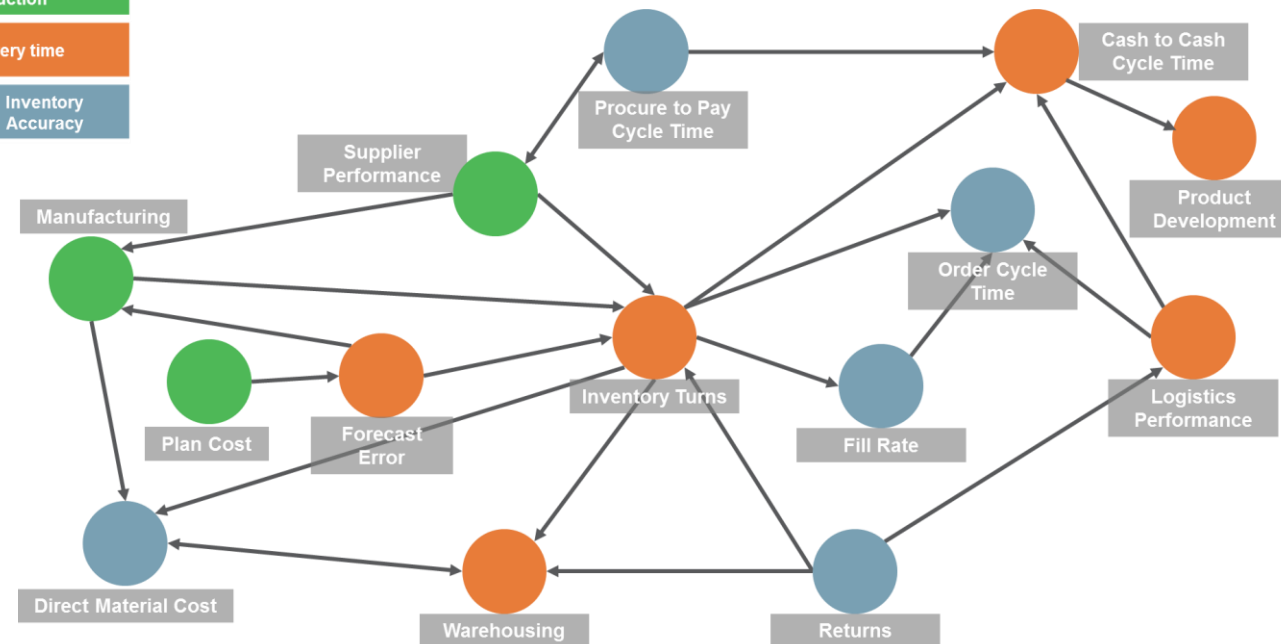 Inventory
Accuracy
Procure to Pay
Cycle Time
Cash to Cash
Cycle Time
Supplier
Performance
Product
Development
Manufacturing
Order Cycle
Time
Inventory Turns
Logistics
Performance
Plan Cost
Forecast
Error
Fill Rate
Direct Material Cost
Warehousing
Returns
time